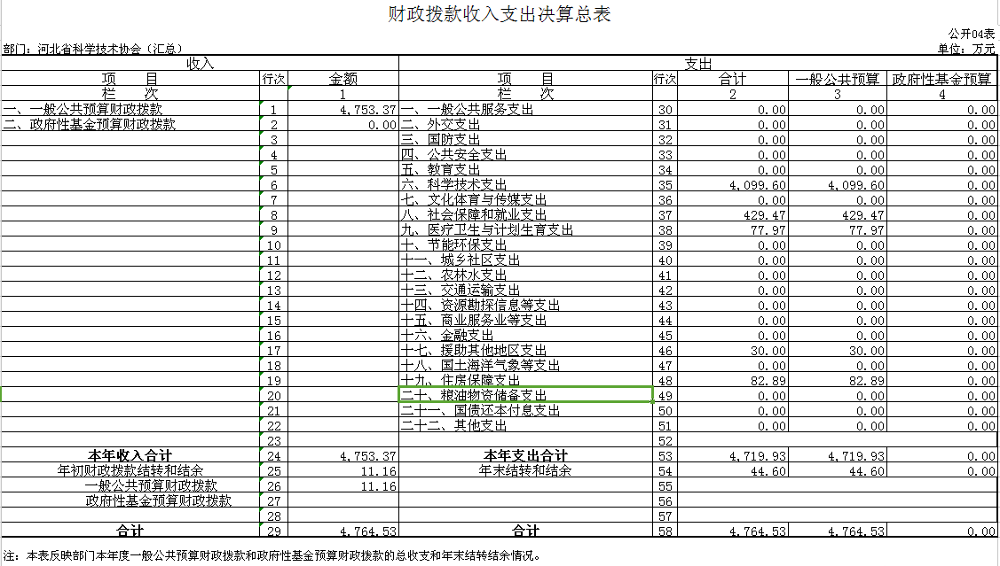 财政拨款收入支出决算总表
公开04表
部门：河北省科学技术协会（汇总） 单位：万元
收入 支出
项 目 行次 金额 项 目 行次 合计 一般公共预算 政府性基金预算
栏 次 1 栏 次 2 3 4
一、一般公共预算财政拨款 1 4,753.37 一、一般公共服务支出 30 0.00 0.00 0.00
二、政府性基金预算财政拨款 2 0.00 二、外交支出 31 0.00 0.00 0.00
3 三、国防支出 32 0.00 0.00 0.00
4 四、公共安全支出 33 0.00 0.00 0.00
5 五、教育支出 34 0.00 0.00 0.00
6 六、科学技术支出 35 4,099.60 4,099.60 0.00
7 七、文化体育与传媒支出 36 0.00 0.00 0.00
8 八、社会保障和就业支出 37 429.47 429.47 0.00
9 九、医疗卫生与计划生育支出 38 77.97 77.97 0.00
10 十、节能环保支出 39 0.00 0.00 0.00
11 十一、城乡社区支出 40 0.00 0.00 0.00
12 十二、农林水支出 41 0.00 0.00 0.00
13 十三、交通运输支出 42 0.00 0.00 0.00
14 十四、资源勘探信息等支出 43 0.00 0.00 0.00
15 十五、商业服务业等支出 44 0.00 0.00 0.00
16 十六、金融支出 45 0.00 0.00 0.00
17 十七、援助其他地区支出 46 30.00 30.00 0.00
18 十八、国土海洋气象等支出 47 0.00 0.00 0.00
19 十九、住房保障支出 48 82.89 82.89 0.00
20 二十、粮油物资储备支出 49 0.00 0.00 0.00
21 二十一、国债还本付息支出 50 0.00 0.00 0.00
22 二十二、其他支出 51 0.00 0.00 0.00
23 52
本年收入合计 24 4,753.37 本年支出合计 53 4,719.93 4,719.93 0.00
年初财政拨款结转和结余 25 11.16 年末结转和结余 54 44.60 44.60 0.00
一般公共预算财政拨款 26 11.16 55
政府性基金预算财政拨款 27 56
28 57
合计 29 4,764.53 合计 58 4,764.53 4,764.53 0.00
注：本表反映部门本年度一般公共预算财政拨款和政府性基金预算财政拨款的总收支和年末结转结余情况。